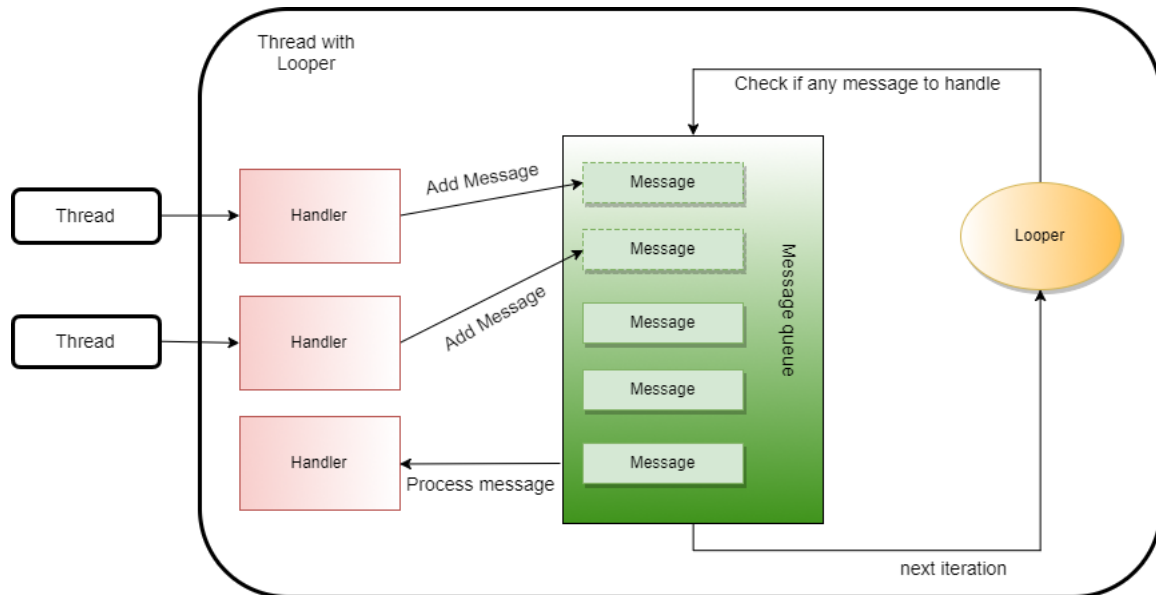 Thread with
Looper
Check if any message to handle
Thread
Handler
Add Message
Message
Looper
Message
Thread
Handler
Add Message
Message
Message queue
Message
Handler
Process message
Message
next iteration